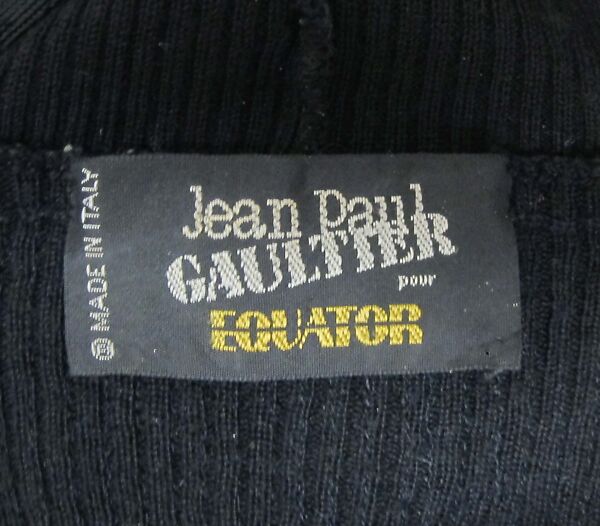 Jean Paul
GAULTIER
pour
EQUATOR
MADE IN ITALY